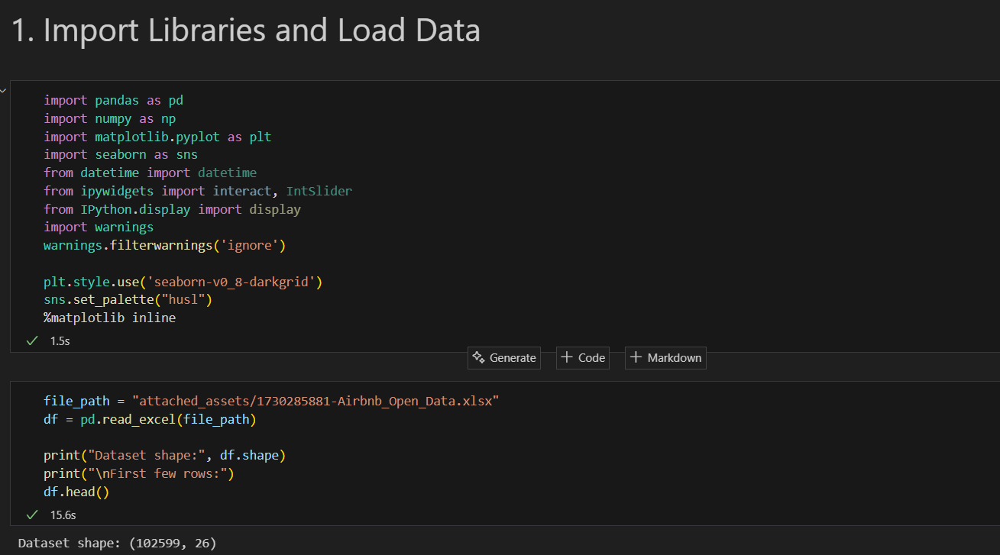 1. Import Libraries and Load Data
import pandas as pd
import numpy as np
import matplotlib.pyplot as plt
import seaborn as sns
from datetime import datetime
from ipywidgets import interact, IntSlider
from IPython.display import display
import warnings
warnings.filterwarnings('ignore')
plt.style.use('seaborn-v0_8-darkgrid')
sns.set_palette("husl")
%matplotlib inline
1.5s
Generate Code Markdown
file_path = "attached_assets/1730285881-Airbnb_Open_Data.xlsx"
df = pd.read_excel(file_path)
print("Dataset shape:", df.shape)
print("\nFirst few rows:")
df.head()
15.6s
Dataset shape: (102599, 26)